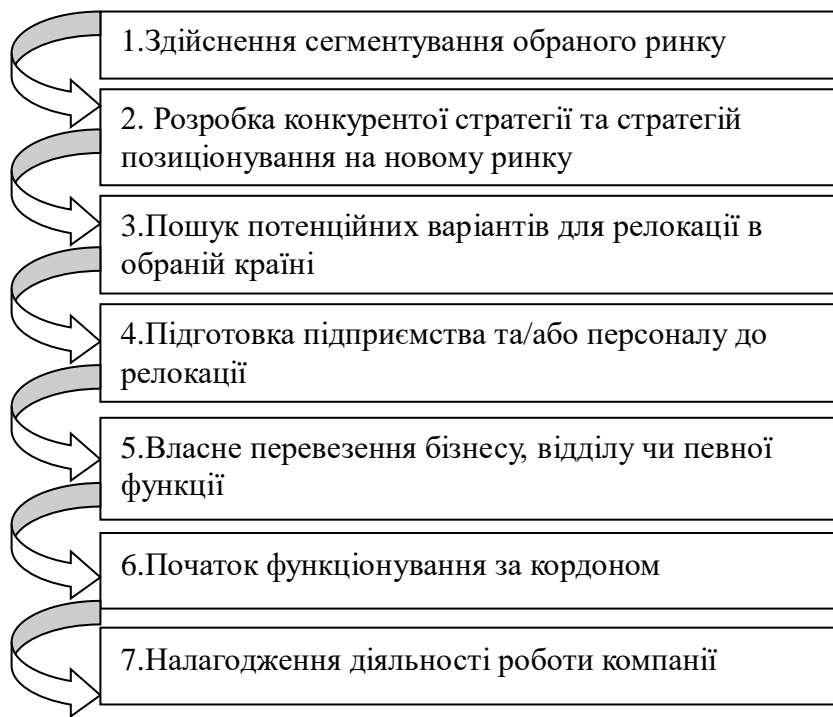 1.Здійснення сегментування обраного ринку
2. Розробка конкурентої стратегії та стратегій
позиціонування на новому ринку
3.Пошук потенційних варіантів для релокації в
обраній країні
4.Підготовка підприємства та/або персоналу до
релокації
5.Власне перевезення бізнесу, відділу чи певної
функції
6.Початок функціонування за кордоном
7.Налагодження діяльності роботи компанії